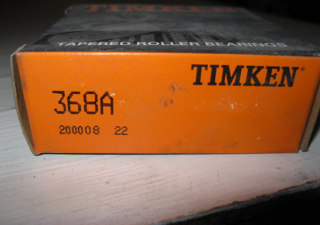 TAPERED ROLLER BEARINGS
TIMKEN®
368A
200008 22